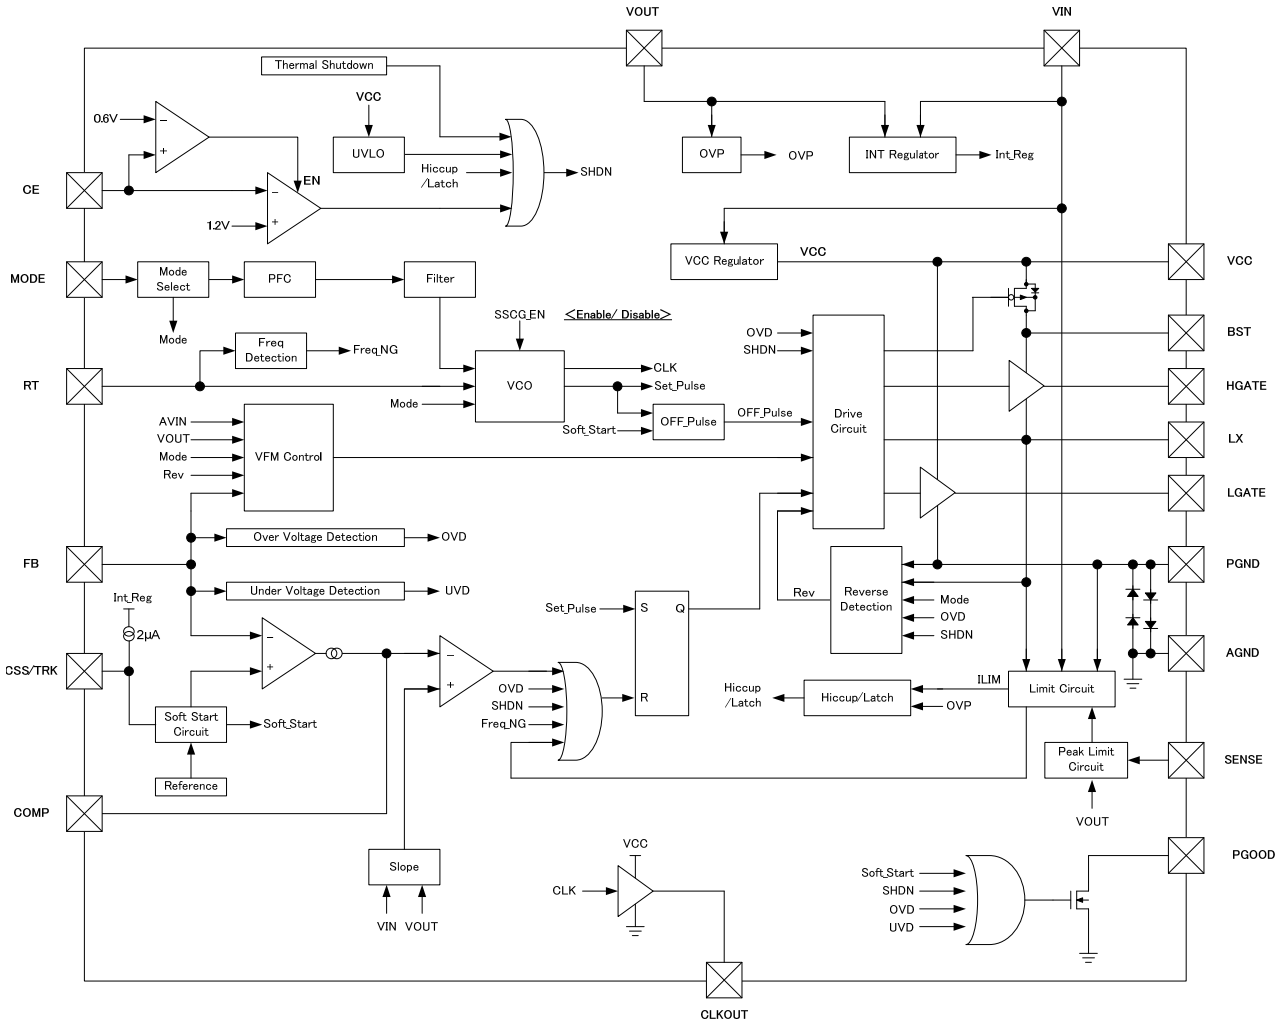 VOUT
VIN
Thermal Shutdown
VCC
0.6V
−
+
UVLO
OVP
OVP
INT Regulator
Int_Reg
Hiccup
/Latch
SHDN
CE
EN
−
1.2V
+
VCC Regulator
VCC
VCC
MODE
Mode
Select
PFC
Filter
Mode
SSCG_EN
<Enable/ Disable>
OVD
SHDN
BST
Freq
Detection
Freq_NG
CLK
RT
VCO
Set_Pulse
HGATE
Mode
OFF_Pulse
OFF_Pulse
Soft_Start
Drive
Circuit
AVIN
VOUT
Mode
Rev
VFM Control
LX
LGATE
Over Voltage Detection
OVD
FB
PGND
Under Voltage Detection
UVD
Reverse
Detection
Rev
Mode
OVD
SHDN
Int_Reg
2μA
Set_Pulse
S
Q
R
−
+
−
+
AGND
CSS/TRK
OVD
SHDN
Freq_NG
ILIM
Limit Circuit
Hiccup
/Latch
Hiccup/Latch
OVP
Soft Start
Circuit
Soft_Start
Peak Limit
Circuit
SENSE
Reference
COMP
VOUT
VCC
PGOOD
Slope
CLK
Soft_Start
SHDN
OVD
UVD
VIN
VOUT
CLKOUT